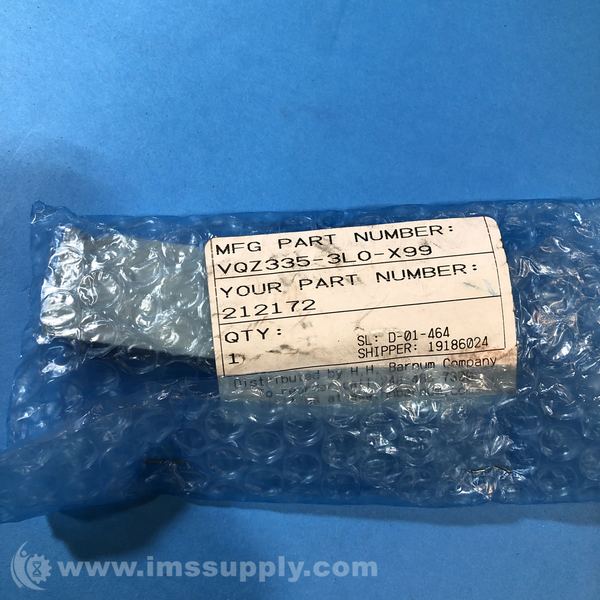 MFG PART NUMBER:
VQZ335-3LO-X99
YOUR PART NUMBER:
212172
QTY:
1
SL: D-01-464
SHIPPER: 19186024
Distributed by H.H. Barnum Company
www.imssupply.com